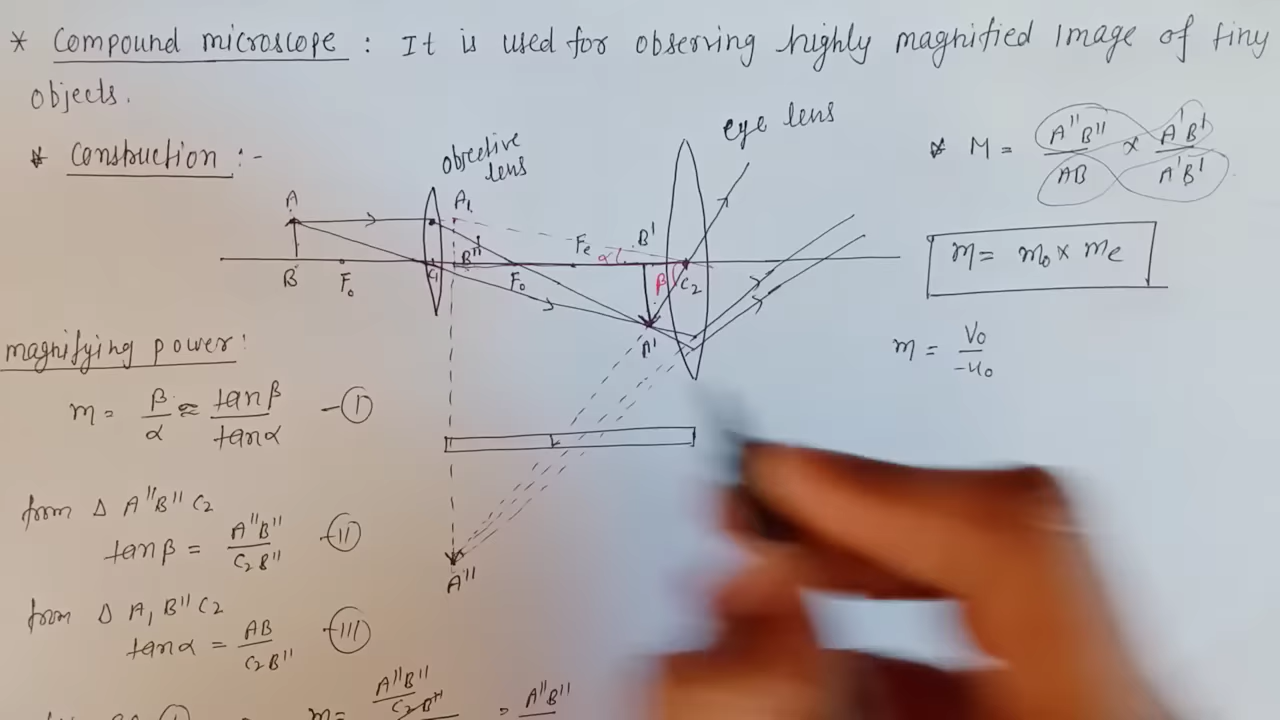 * Compound microscope : It is used for observing highly magnified Image of tiny
objects.
* Construction :-
objective
lens
eye lens
A
A₁
B
F₀
C₁
B"
F₀
Fe
α
B'
β
C₂
A'
A"
* M = A"B"/AB × A'B'/A'B'
m = m₀ × me
m = V₀/-u₀
magnifying power:
m = β/α ≈ tanβ/tanα -Ⓘ
from Δ A"B"C₂
tanβ = A"B"/C₂B" -Ⓘⓘ
from Δ A₁B"C₂
tanα = AB/C₂B" -Ⓘⓘⓘ
m = A"B"/C₂B" = A"B"